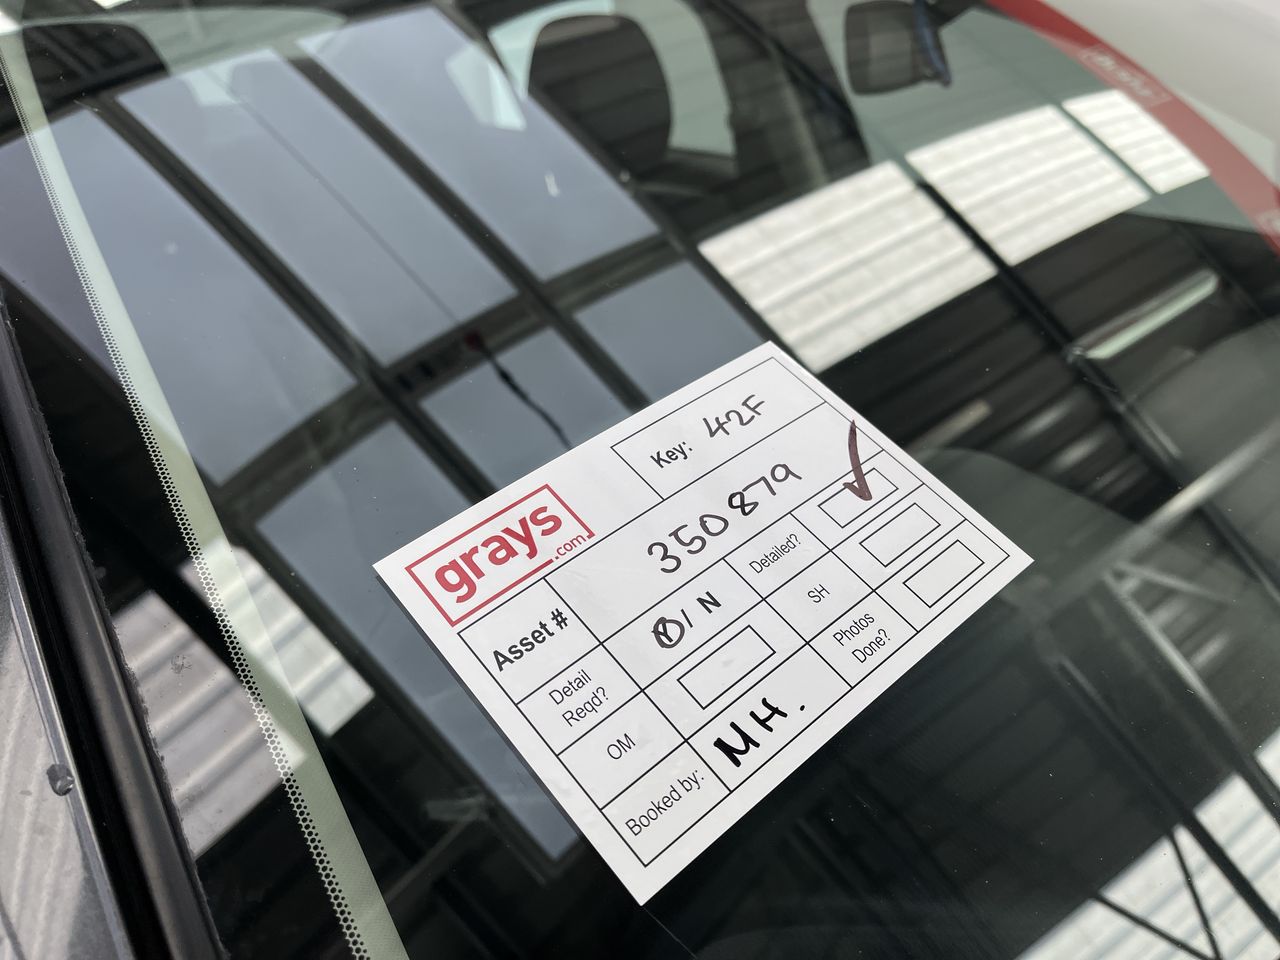 grays
.com
Key: 42F
Asset # 350879
Detail Reqd? Y / N Detailed? ✓
OM SH
Booked by: MH. Photos Done?